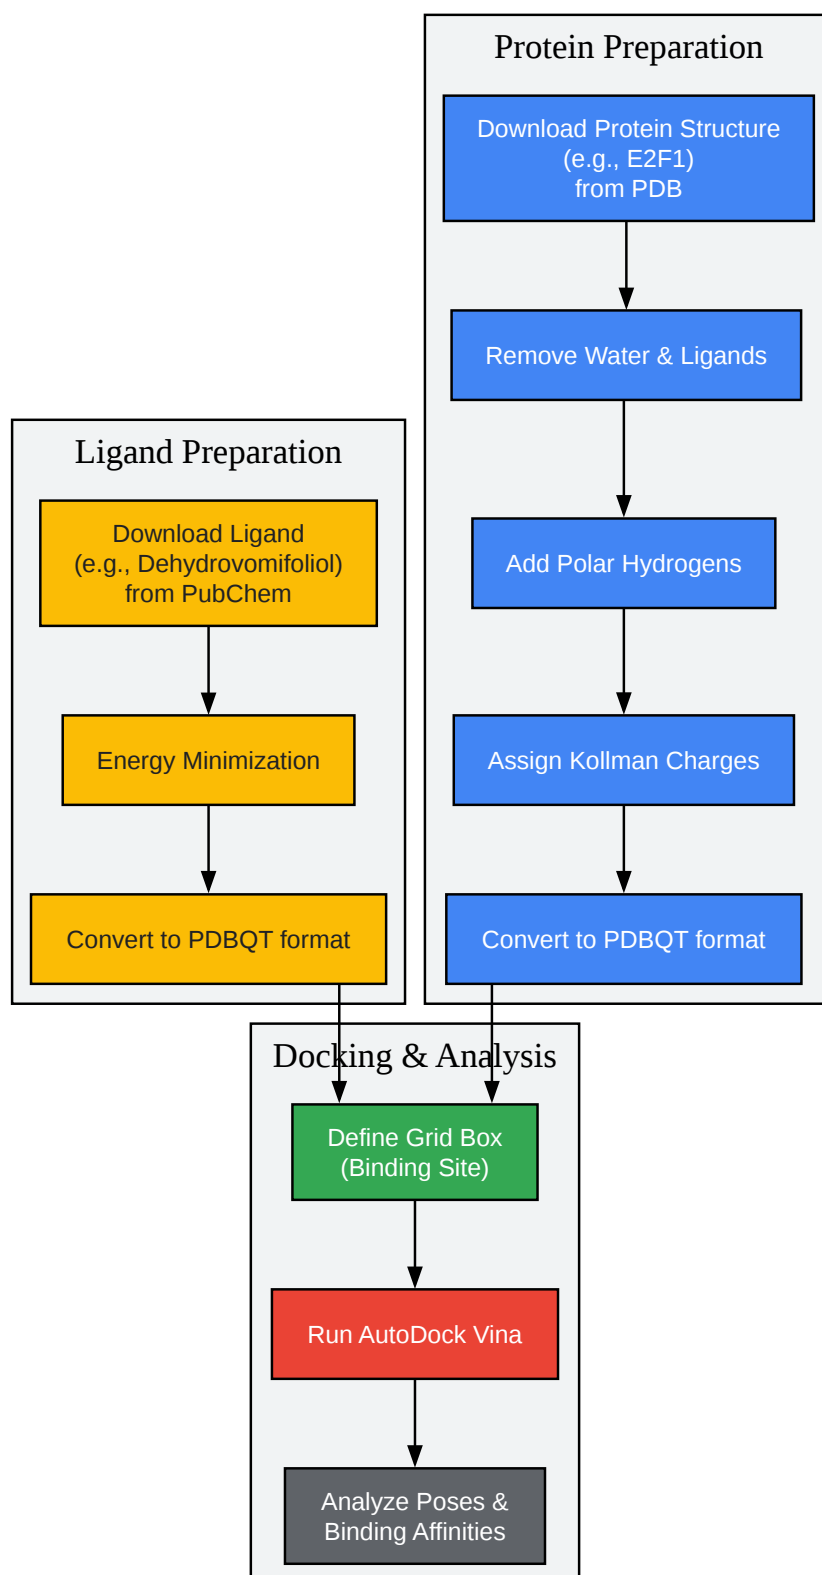 Protein Preparation
Download Protein Structure
(e.g., E2F1)
from PDB
Remove Water & Ligands
Add Polar Hydrogens
Assign Kollman Charges
Convert to PDBQT format
Ligand Preparation
Download Ligand
(e.g., Dehydrovomifoliol)
from PubChem
Energy Minimization
Convert to PDBQT format
Docking & Analysis
Define Grid Box
(Binding Site)
Run AutoDock Vina
Analyze Poses &
Binding Affinities